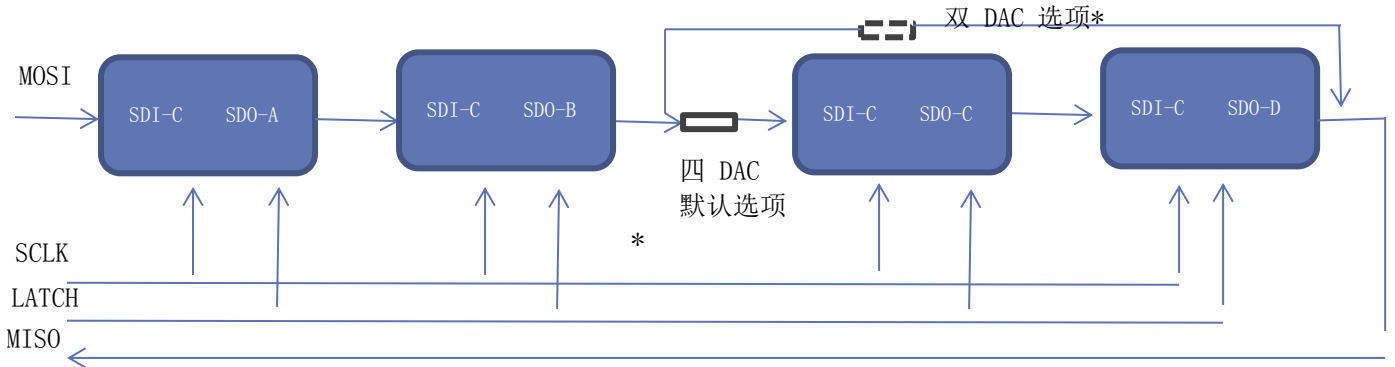 双 DAC 选项*
MOSI
SDI-C SDO-A
SDI-C SDO-B
SDI-C SDO-C
SDI-C SDO-D
四 DAC
默认选项
*
SCLK
LATCH
MISO